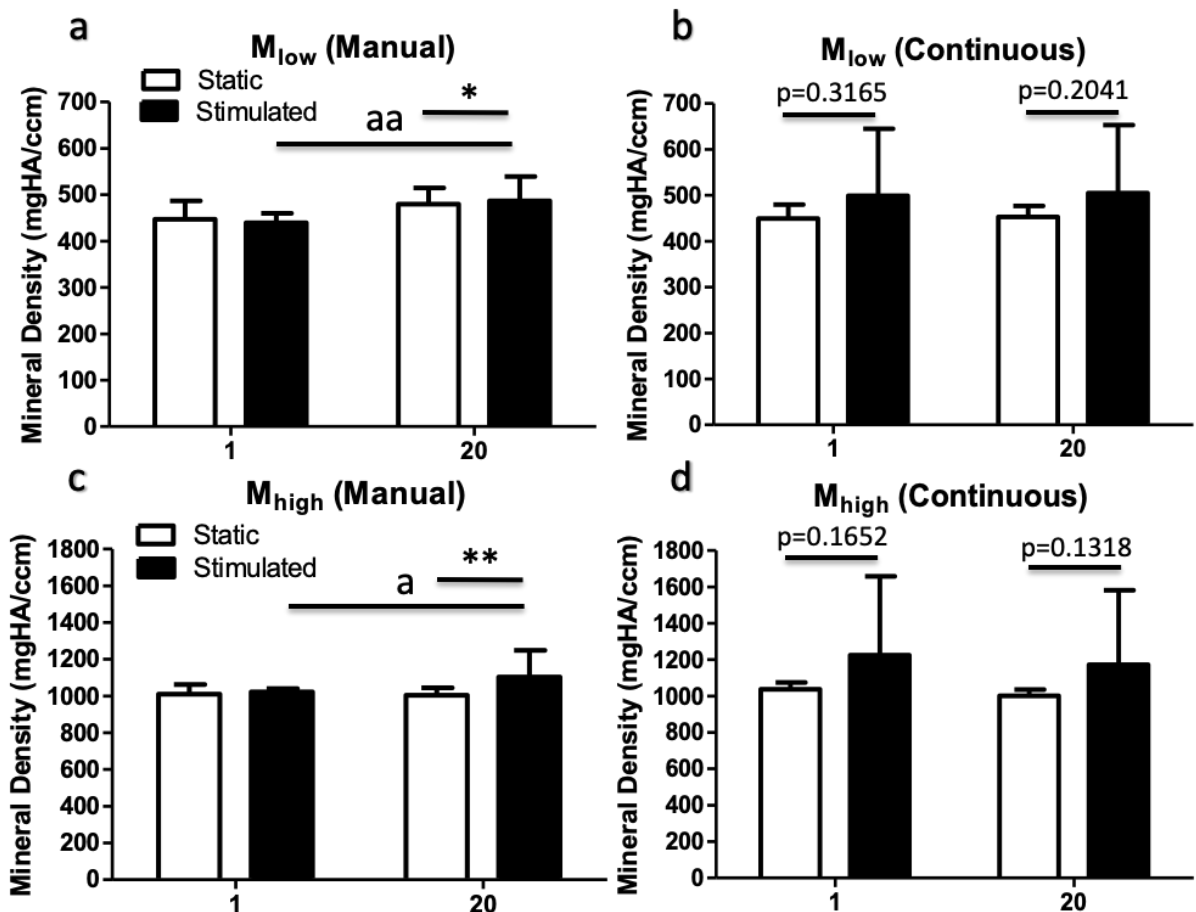 a
M_low (Manual)
Static
Stimulated
*
aa
Mineral Density (mgHA/ccm)
700
600
500
400
300
200
100
0
1 20
b
M_low (Continuous)
p=0.3165 p=0.2041
Mineral Density (mgHA/ccm)
700
600
500
400
300
200
100
0
1 20
c
M_high (Manual)
Static
Stimulated
**
a
Mineral Density (mgHA/ccm)
1800
1600
1400
1200
1000
800
600
400
200
0
1 20
d
M_high (Continuous)
p=0.1652 p=0.1318
Mineral Density (mgHA/ccm)
1800
1600
1400
1200
1000
800
600
400
200
0
1 20